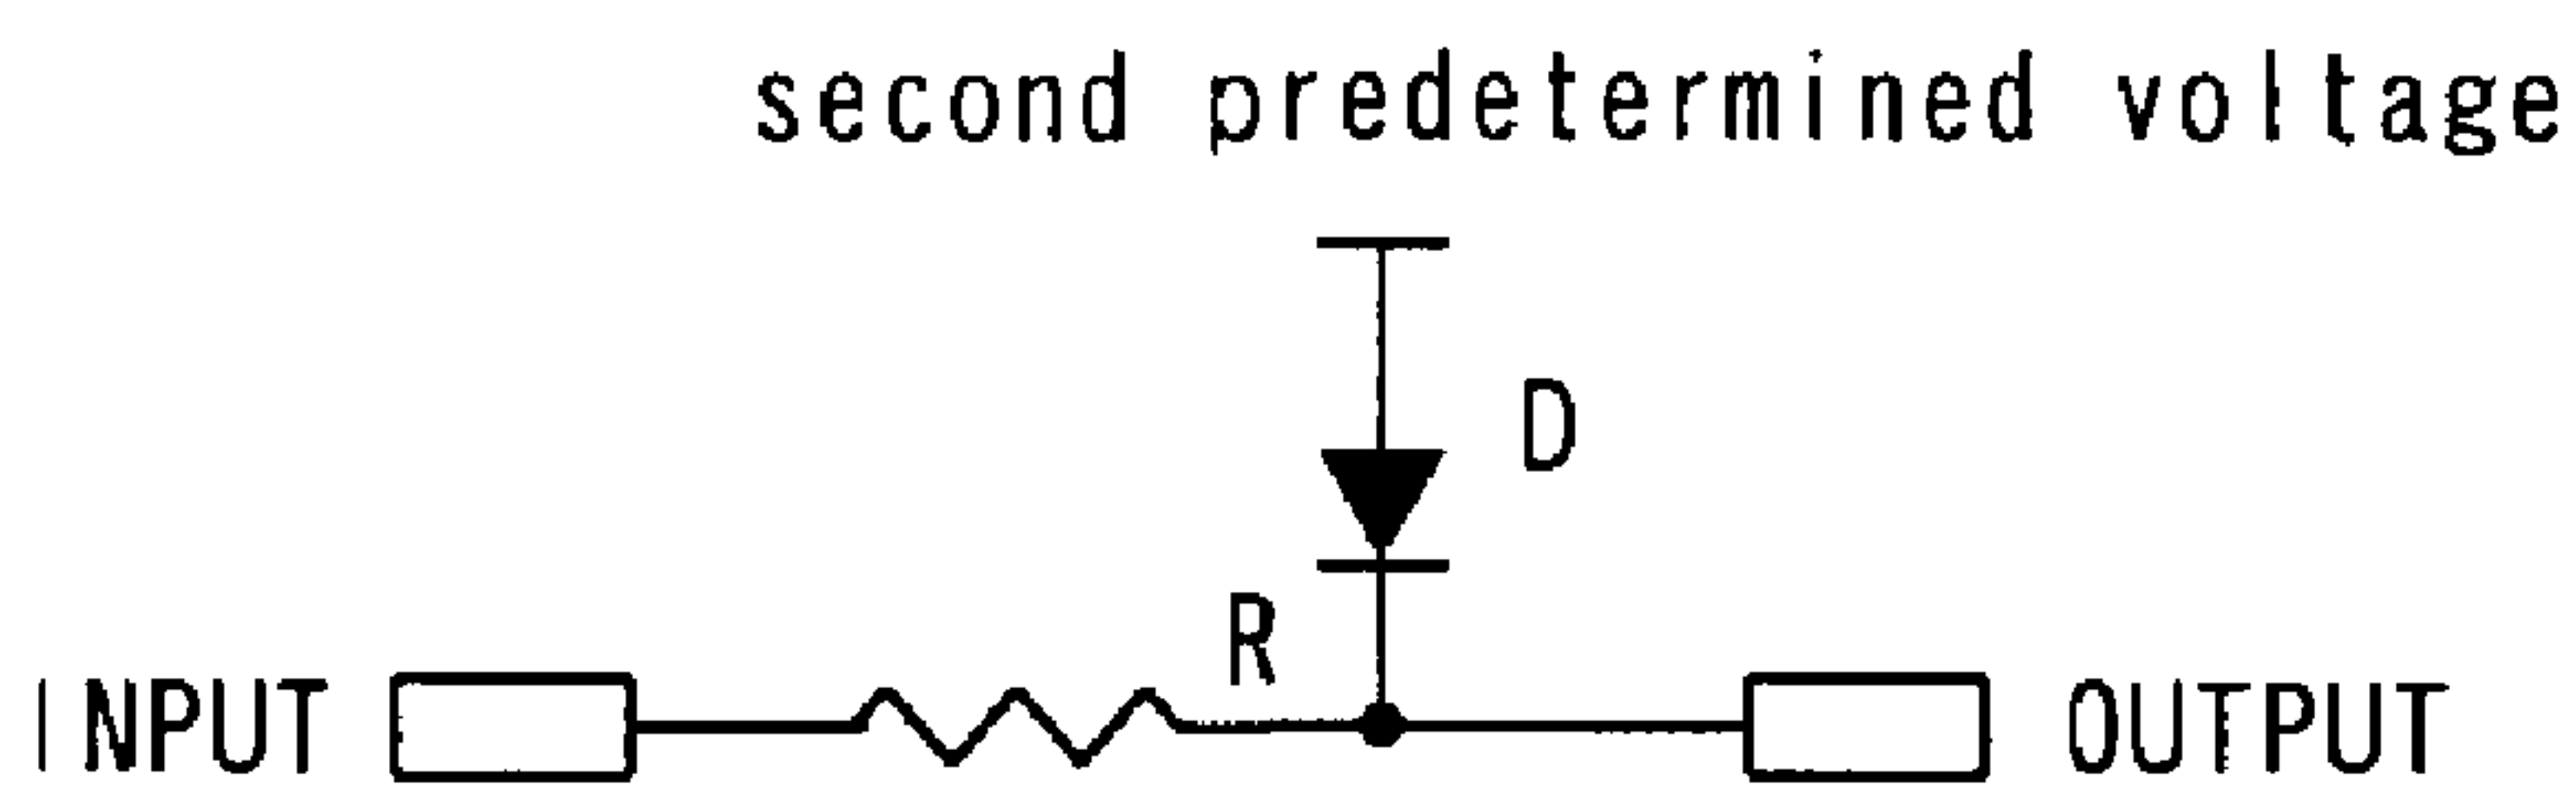 second predetermined voltage
D
R
INPUT
OUTPUT